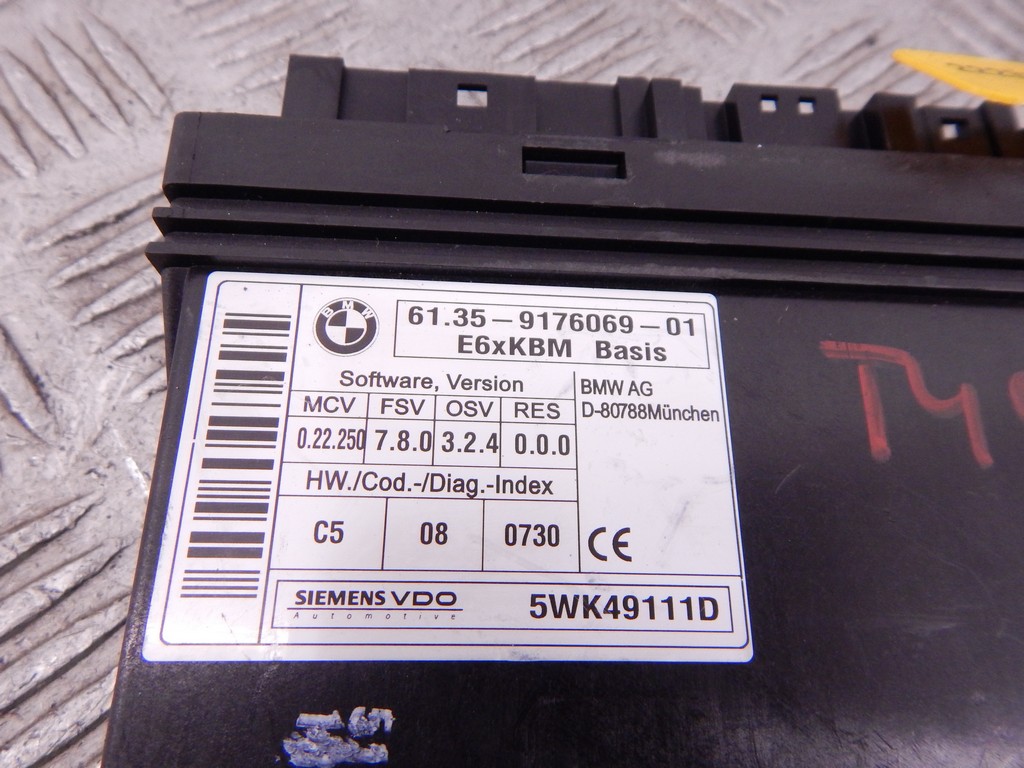 BMW
61.35-9176069-01
E6xKBM Basis
Software, Version
MCV FSV OSV RES
0.22.250 7.8.0 3.2.4 0.0.0
BMW AG
D-80788München
HW./Cod.-/Diag.-Index
C5 08 0730
CE
SIEMENS VDO
Automotive
5WK49111D